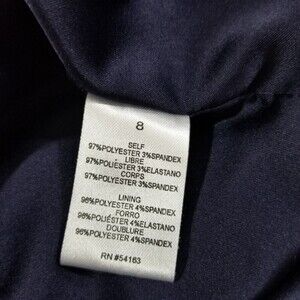 8
SELF
97%POLYESTER 3%SPANDEX
LIBRE
97%POLIÉSTER 3%ELASTANO
CORPS
97%POLYESTER 3%SPANDEX
LINING
96%POLYESTER 4%SPANDEX
FORRO
96%POLIÉSTER 4%ELASTANO
DOUBLURE
96%POLYESTER 4%SPANDEX
RN #54163